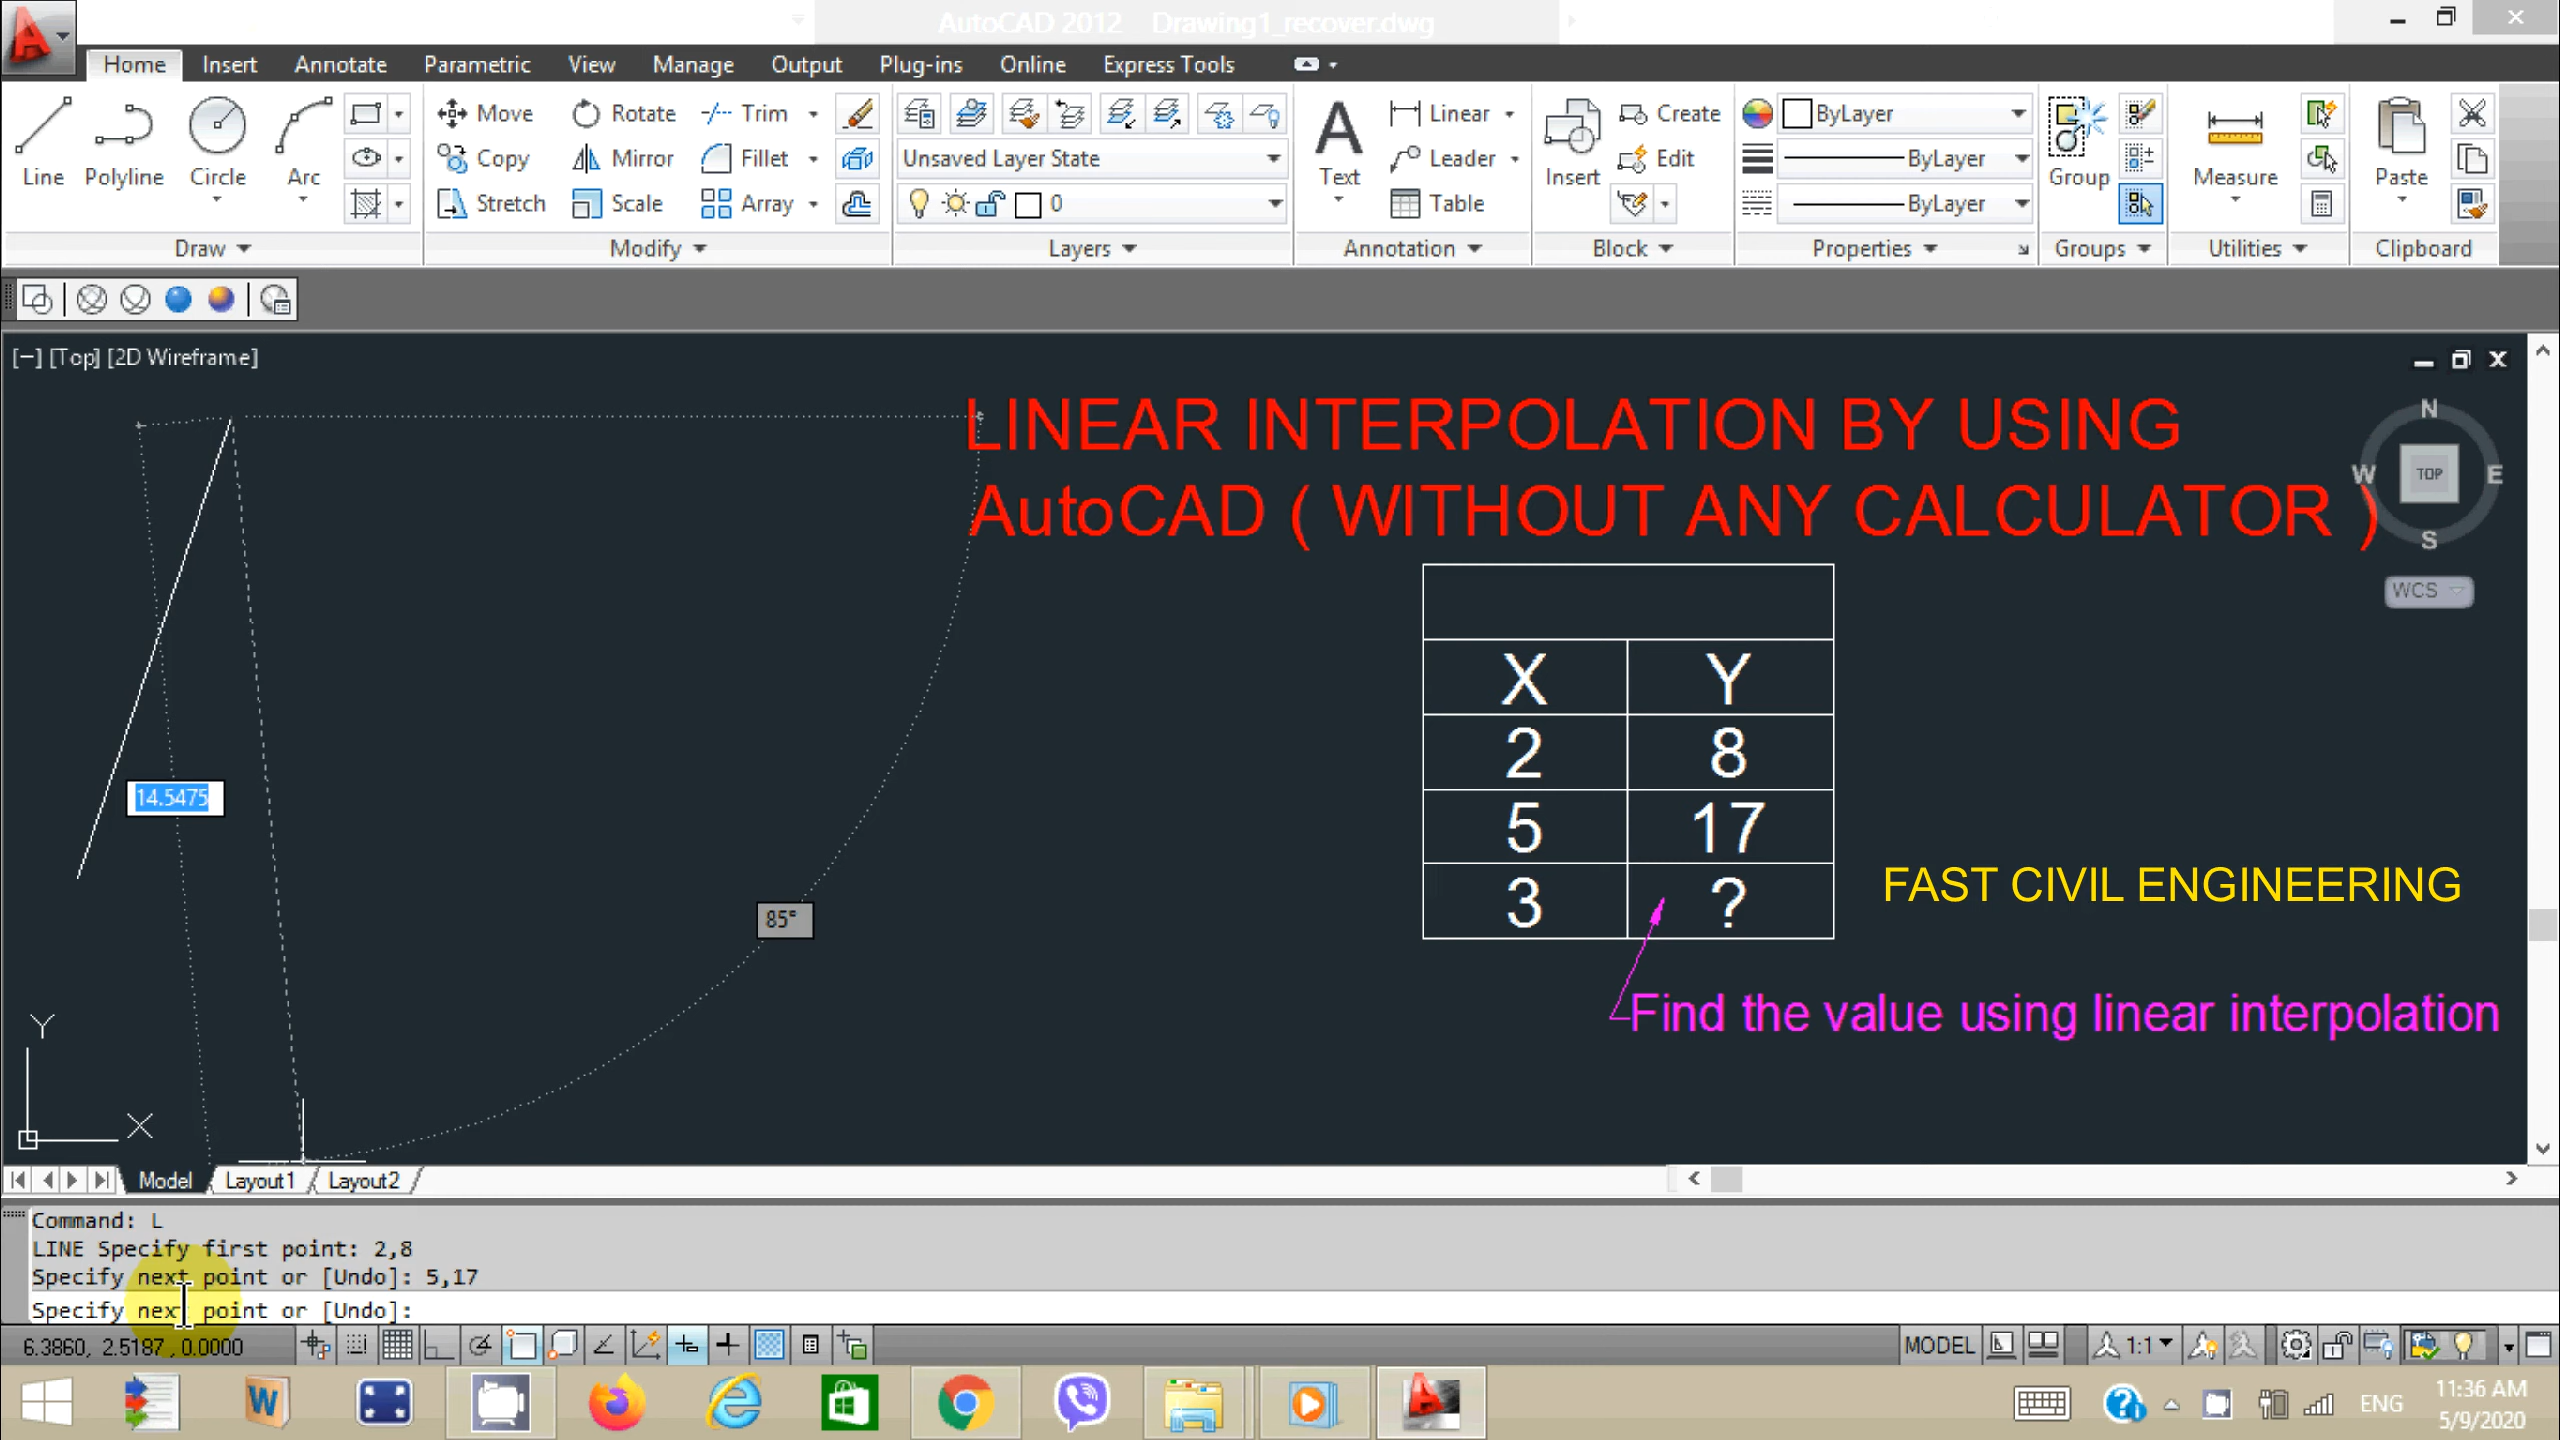 AutoCAD 2012 Drawing1_recover.dwg
Home Insert Annotate Parametric View Manage Output Plug-ins Online Express Tools
Move Rotate Trim Linear Create ByLayer
Copy Mirror Fillet Unsaved Layer State Leader Edit ByLayer
Line Polyline Circle Arc Text Insert Group Measure Paste
Stretch Scale Array 0 Table ByLayer
Draw Modify Layers Annotation Block Properties Groups Utilities Clipboard
[−] [Top] [2D Wireframe]
LINEAR INTERPOLATION BY USING
AutoCAD ( WITHOUT ANY CALCULATOR )
N
W TOP E
S
WCS
X Y
2 8
5 17
3 ?
14.5475
85°
FAST CIVIL ENGINEERING
Find the value using linear interpolation
Y
X
Model Layout1 Layout2
Command: L
LINE Specify first point: 2,8
Specify next point or [Undo]: 5,17
Specify next point or [Undo]:
6.3860, 2.5187 ,0.0000 MODEL 1:1
ENG 11:36 AM
5/9/2020